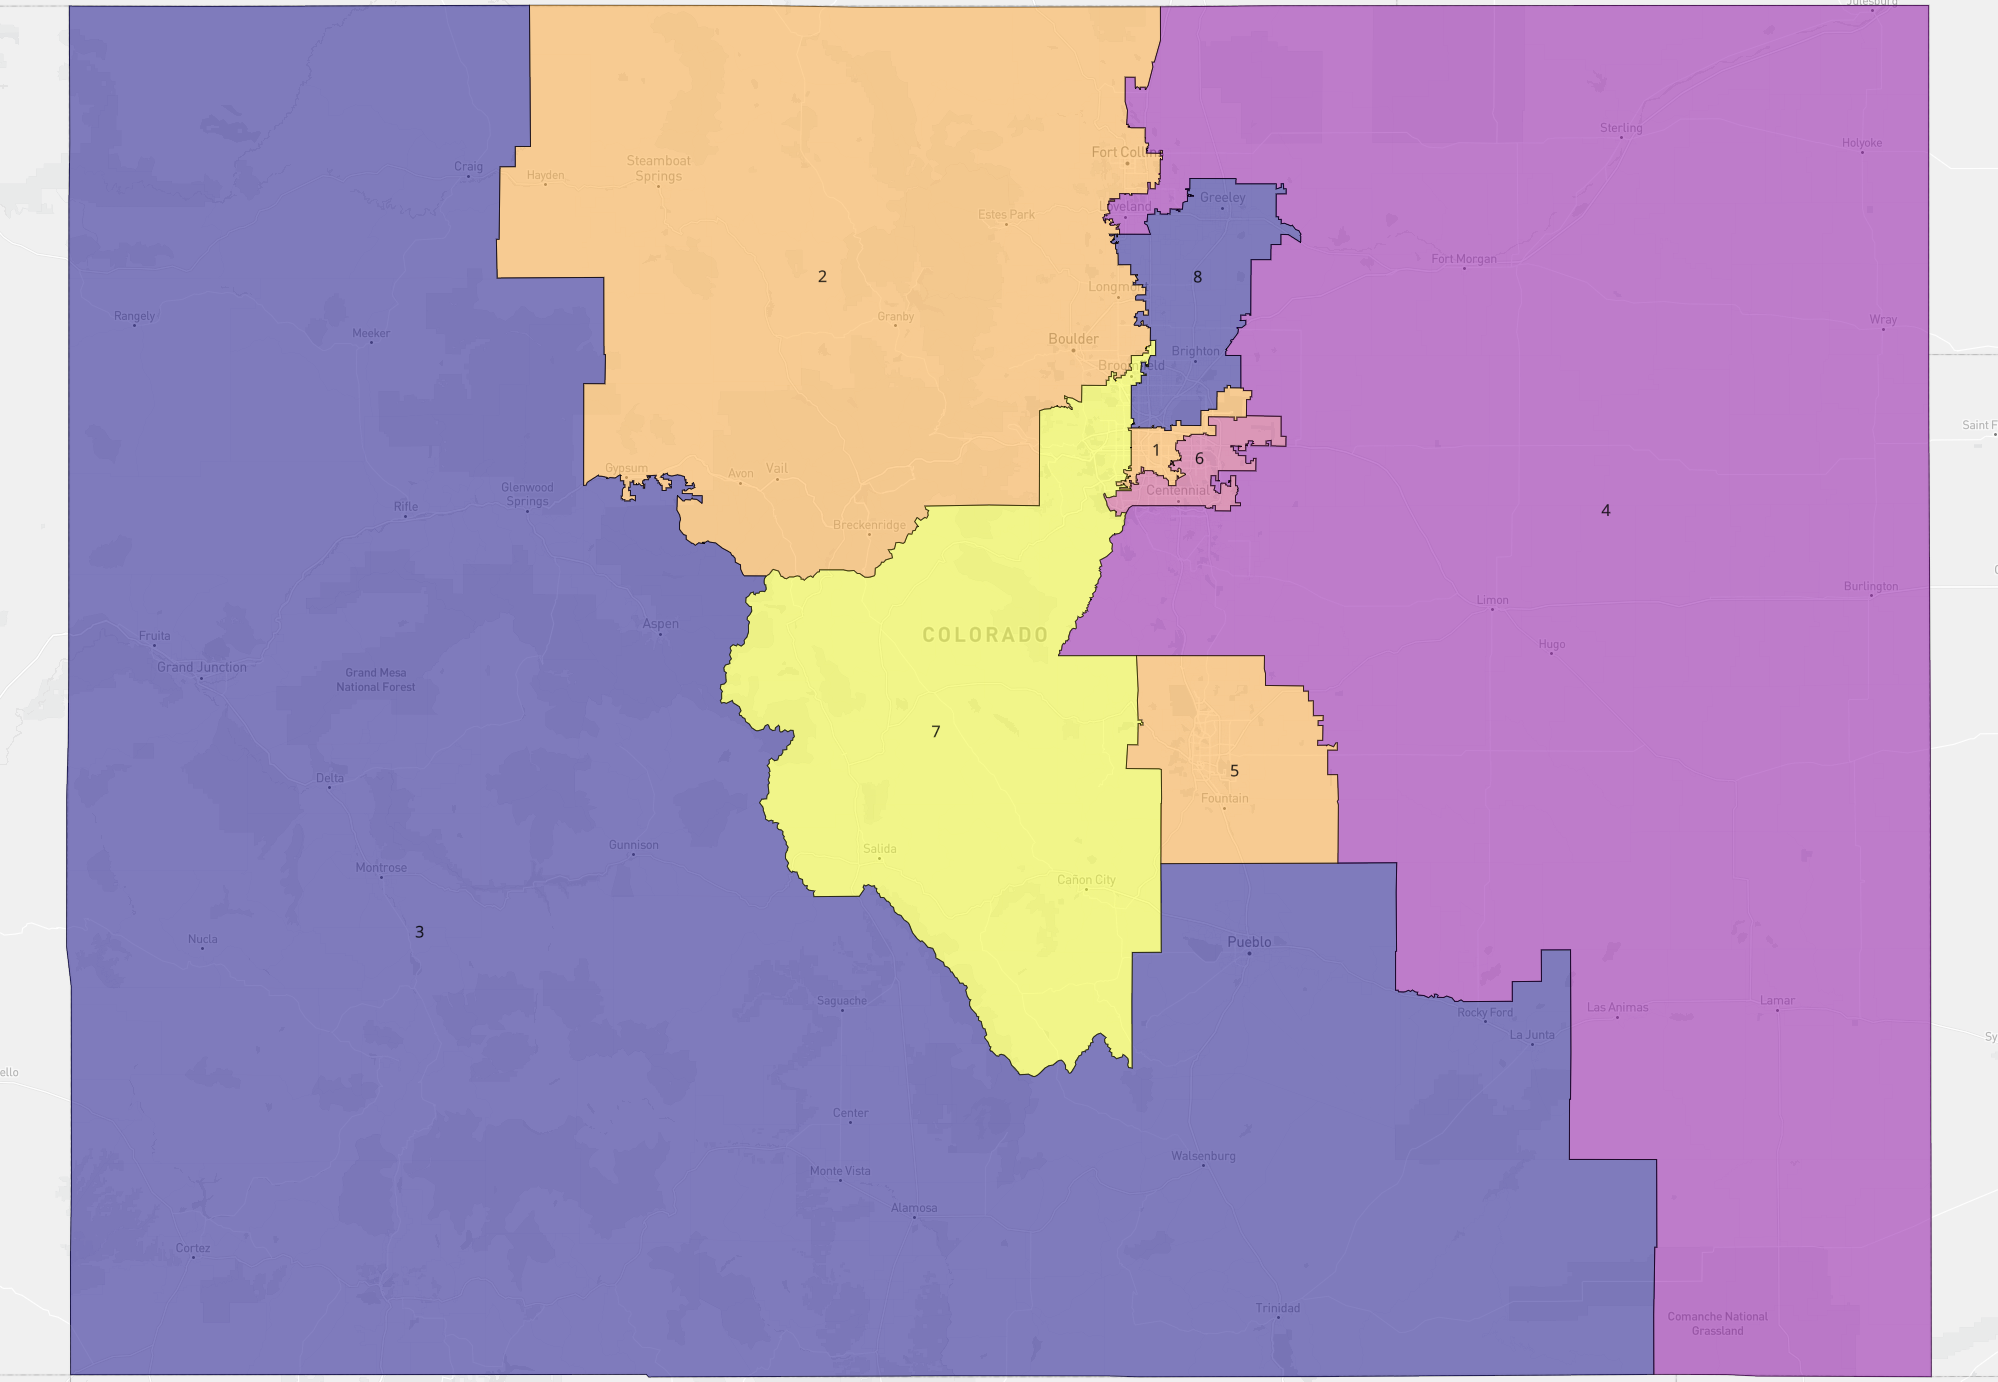 Julesburg
Sterling
Holyoke
Craig
Hayden
Steamboat
Springs
Fort Collins
Estes Park
Loveland
Greeley
2
8
Fort Morgan
Longmont
Rangely
Meeker
Granby
Wray
Boulder
Brighton
Broomfield
Saint F
1
6
Gypsum
Avon
Vail
Glenwood
Springs
Centennial
Rifle
4
Breckenridge
Burlington
Limon
Aspen
COLORADO
Fruita
Grand Junction
Hugo
Grand Mesa
National Forest
7
5
Delta
Fountain
Gunnison
Salida
Montrose
Cañon City
3
Nucla
Pueblo
Saguache
Las Animas
Lamar
Rocky Ford
La Junta
Sy
ello
Center
Walsenburg
Monte Vista
Alamosa
Cortez
Trinidad
Comanche National
Grassland